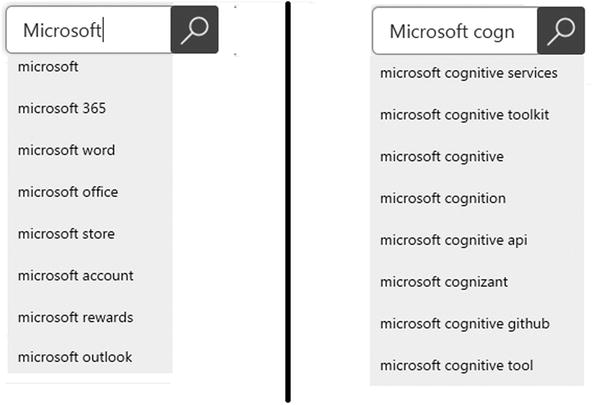 Microsoft
microsoft
microsoft 365
microsoft word
microsoft office
microsoft store
microsoft account
microsoft rewards
microsoft outlook
Microsoft cogn
microsoft cognitive services
microsoft cognitive toolkit
microsoft cognitive
microsoft cognition
microsoft cognitive api
microsoft cognizant
microsoft cognitive github
microsoft cognitive tool